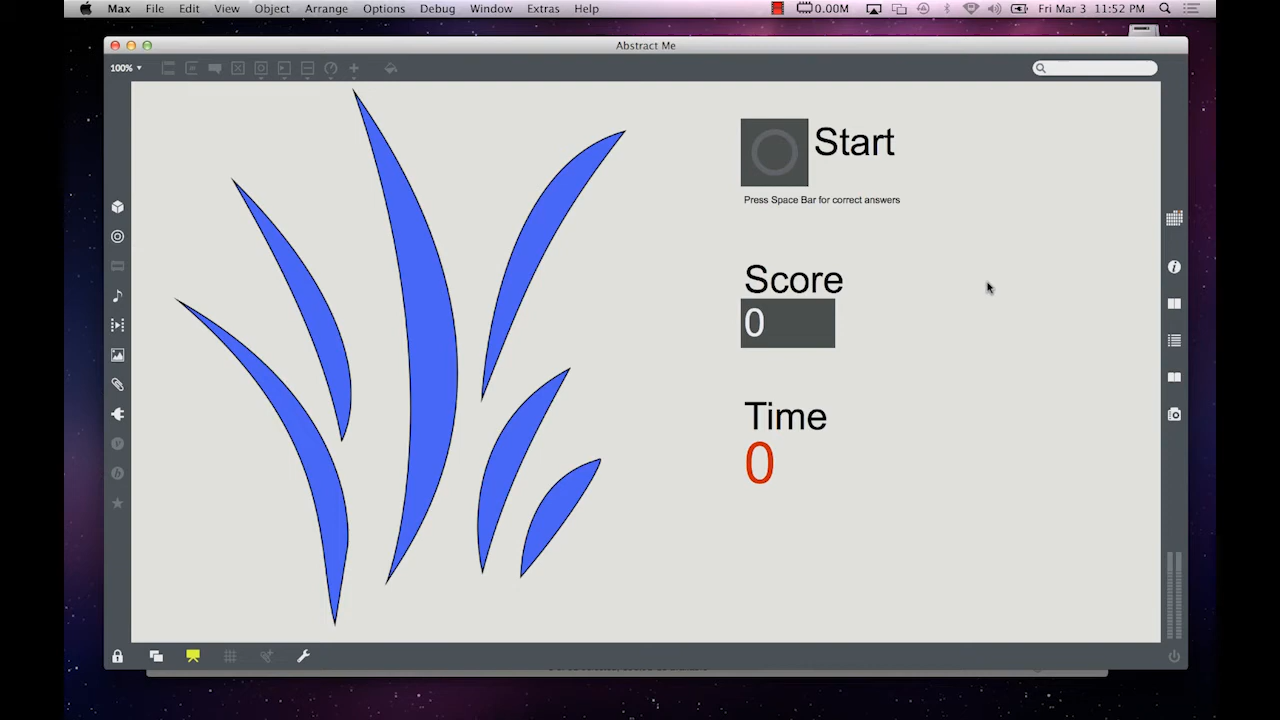 Max File Edit View Object Arrange Options Debug Window Extras Help 0.00M Fri Mar 3 11:52 PM
Abstract Me
100%
Start
Press Space Bar for correct answers
Score
0
Time
0